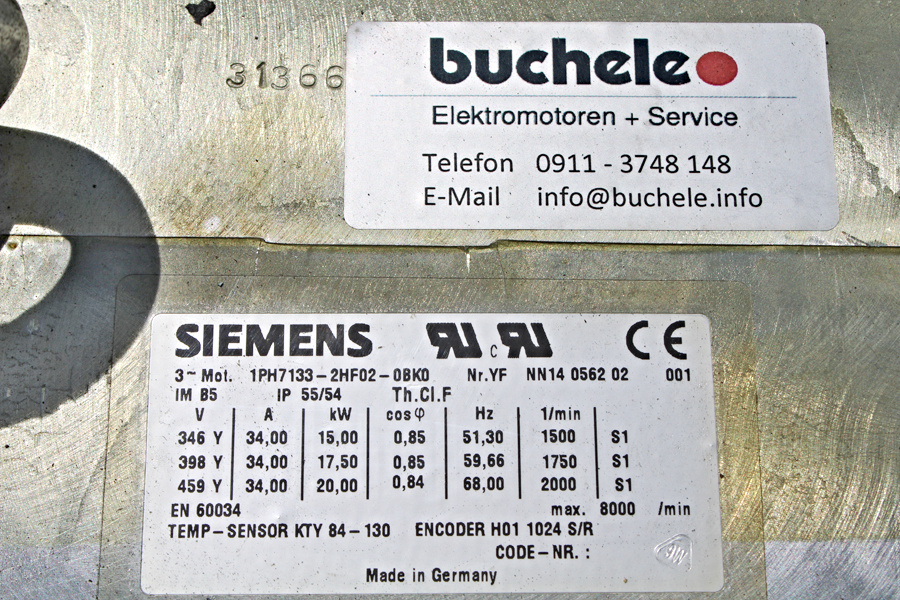 31366
buchele
Elektromotoren + Service
Telefon 0911 - 3748 148
E-Mail info@buchele.info
SIEMENS RU c RU CE
3~ Mot. 1PH7133-2HF02-0BK0 Nr.YF NN14 0562 02 001
IM B5 IP 55/54 Th.Cl.F
V A kW cosφ Hz 1/min
346 Y 34,00 15,00 0,85 51,30 1500 S1
398 Y 34,00 17,50 0,85 59,66 1750 S1
459 Y 34,00 20,00 0,84 68,00 2000 S1
EN 60034 max. 8000 /min
TEMP-SENSOR KTY 84-130 ENCODER H01 1024 S/R
CODE-NR. :
Made in Germany